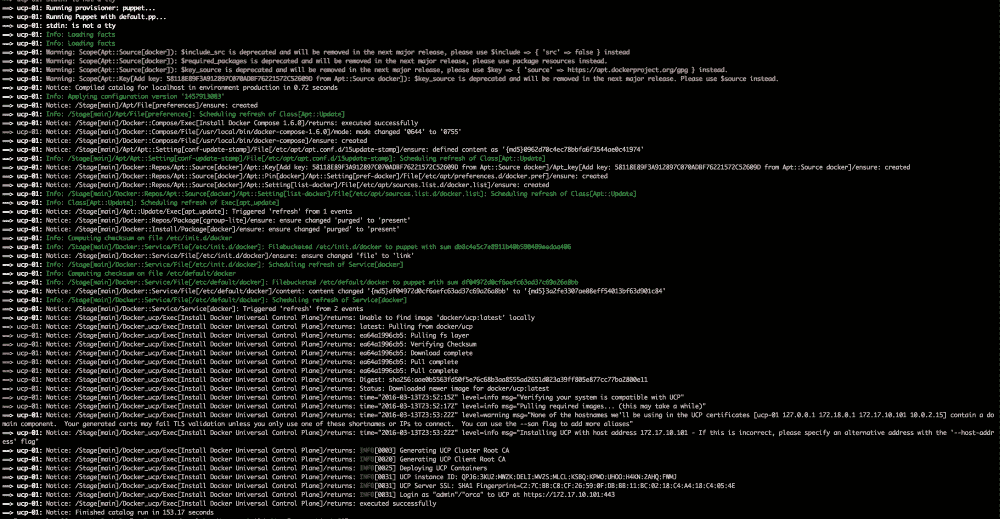 ==> ucp-01: Running provisioner: puppet...
==> ucp-01: Running Puppet with default.pp...
==> ucp-01: stdin: is not a tty
==> ucp-01: Info: Loading facts
==> ucp-01: Info: Loading facts
==> ucp-01: Warning: Scope(Apt::Source[docker]): $include_src is deprecated and will be removed in the next major release, please use $include => { 'src' => false } instead
==> ucp-01: Warning: Scope(Apt::Source[docker]): $required_packages is deprecated and will be removed in the next major release, please use package resources instead.
==> ucp-01: Warning: Scope(Apt::Source[docker]): $key_source is deprecated and will be removed in the next major release, please use $key => { 'source' => https://apt.dockerproject.org/gpg } instead.
==> ucp-01: Warning: Scope(Apt::Key[Add key: 58118E89F3A912897C070ADBF76221572C52609D from Apt::Source docker]): $key_source is deprecated and will be removed in the next major release. Please use $source instead.
==> ucp-01: Notice: Compiled catalog for localhost in environment production in 0.72 seconds
==> ucp-01: Info: Applying configuration version '1457913083'
==> ucp-01: Notice: /Stage[main]/Apt/File[preferences]/ensure: created
==> ucp-01: Info: /Stage[main]/Apt/File[preferences]: Scheduling refresh of Class[Apt::Update]
==> ucp-01: Notice: /Stage[main]/Docker::Compose/Exec[Install Docker Compose 1.6.0]/returns: executed successfully
==> ucp-01: Notice: /Stage[main]/Docker::Compose/File[/usr/local/bin/docker-compose-1.6.0]/mode: mode changed '0644' to '0755'
==> ucp-01: Notice: /Stage[main]/Docker::Compose/File[/usr/local/bin/docker-compose]/ensure: created
==> ucp-01: Notice: /Stage[main]/Apt/Apt::Setting[conf-update-stamp]/File[/etc/apt/apt.conf.d/15update-stamp]/ensure: defined content as
==> ucp-01: Info: /Stage[main]/Apt/Apt::Setting[conf-update-stamp]/File[/etc/apt/apt.conf.d/15update-stamp]: Scheduling refresh of Class[Apt::Update]
==> ucp-01: Notice: /Stage[main]/Docker::Repos/Apt::Source[docker]/Apt::Key[Add key: 58118E89F3A912897C070ADBF76221572C52609D from Apt::Source docker]/Apt_key[Add key: 58118E89F3A912897C070ADBF76221572C52609D from Apt::Source docker]/ensure: created
==> ucp-01: Notice: /Stage[main]/Docker::Repos/Apt::Source[docker]/Apt::Pin[docker]/Apt::Setting[pref-docker]/File[/etc/apt/preferences.d/docker.pref]/ensure: created
==> ucp-01: Notice: /Stage[main]/Docker::Repos/Apt::Source[docker]/Apt::Setting[list-docker]/File[/etc/apt/sources.list.d/docker.list]/ensure: created
==> ucp-01: Info: /Stage[main]/Docker::Repos/Apt::Source[docker]/Apt::Setting[list-docker]/File[/etc/apt/sources.list.d/docker.list]: Scheduling refresh of Class[Apt::Update]
==> ucp-01: Info: Class[Apt::Update]: Scheduling refresh of Exec[apt_update]
==> ucp-01: Notice: /Stage[main]/Apt::Update/Exec[apt_update]: Triggered 'refresh' from 1 events
==> ucp-01: Notice: /Stage[main]/Docker::Repos/Package[cgroup-lite]/ensure: ensure changed 'purged' to 'present'
==> ucp-01: Notice: /Stage[main]/Docker::Install/Package[docker]/ensure: ensure changed 'purged' to 'present'
==> ucp-01: Info: Computing checksum on file /etc/init.d/docker
==> ucp-01: Info: /Stage[main]/Docker::Service/File[/etc/init.d/docker]: Filebucketed /etc/init.d/docker to puppet with sum
==> ucp-01: Notice: /Stage[main]/Docker::Service/File[/etc/init.d/docker]/ensure: ensure changed 'file' to 'link'
==> ucp-01: Info: /Stage[main]/Docker::Service/File[/etc/init.d/docker]: Scheduling refresh of Service[docker]
==> ucp-01: Info: Computing checksum on file /etc/default/docker
==> ucp-01: Info: /Stage[main]/Docker::Service/File[/etc/default/docker]: Filebucketed /etc/default/docker to puppet with sum
==> ucp-01: Notice: /Stage[main]/Docker::Service/File[/etc/default/docker]/content: content changed
==> ucp-01: Info: /Stage[main]/Docker::Service/File[/etc/default/docker]: Scheduling refresh of Service[docker]
==> ucp-01: Notice: /Stage[main]/Docker::Service/Service[docker]: Triggered 'refresh' from 2 events
==> ucp-01: Notice: /Stage[main]/Docker_ucp/Exec[Install Docker Universal Control Plane]/returns: Unable to find image 'docker/ucp:latest' locally
==> ucp-01: Notice: /Stage[main]/Docker_ucp/Exec[Install Docker Universal Control Plane]/returns: latest: Pulling from docker/ucp
==> ucp-01: Notice: /Stage[main]/Docker_ucp/Exec[Install Docker Universal Control Plane]/returns: ea64a1996cb5: Pulling fs layer
==> ucp-01: Notice: /Stage[main]/Docker_ucp/Exec[Install Docker Universal Control Plane]/returns: ea64a1996cb5: Verifying Checksum
==> ucp-01: Notice: /Stage[main]/Docker_ucp/Exec[Install Docker Universal Control Plane]/returns: ea64a1996cb5: Download complete
==> ucp-01: Notice: /Stage[main]/Docker_ucp/Exec[Install Docker Universal Control Plane]/returns: ea64a1996cb5: Pull complete
==> ucp-01: Notice: /Stage[main]/Docker_ucp/Exec[Install Docker Universal Control Plane]/returns: ea64a1996cb5: Pull complete
==> ucp-01: Notice: /Stage[main]/Docker_ucp/Exec[Install Docker Universal Control Plane]/returns: Digest:
==> ucp-01: Notice: /Stage[main]/Docker_ucp/Exec[Install Docker Universal Control Plane]/returns: Status: Downloaded newer image for docker/ucp:latest
==> ucp-01: Notice: /Stage[main]/Docker_ucp/Exec[Install Docker Universal Control Plane]/returns: time="2016-03-13T23:52:15Z" level=info msg="Verifying your system is compatible with UCP"
==> ucp-01: Notice: /Stage[main]/Docker_ucp/Exec[Install Docker Universal Control Plane]/returns: time="2016-03-13T23:52:17Z" level=info msg="Pulling required images... (this may take a while)"
==> ucp-01: Notice: /Stage[main]/Docker_ucp/Exec[Install Docker Universal Control Plane]/returns: time="2016-03-13T23:53:22Z" level=warning msg="None of the hostnames we'll be using in the UCP certificates [ucp-01 127.0.0.1 172.18.0.1 172.17.10.101 10.0.2.15] contain a do
main component.  Your generated certs may fail TLS validation unless you only use one of these shortnames or IPs to connect.  You can use the --san flag to add more aliases"
==> ucp-01: Notice: /Stage[main]/Docker_ucp/Exec[Install Docker Universal Control Plane]/returns: time="2016-03-13T23:53:22Z" level=info msg="Installing UCP with host address 172.17.10.101 - If this is incorrect, please specify an alternative address with the '--host-addr
ess' flag"
==> ucp-01: Notice: /Stage[main]/Docker_ucp/Exec[Install Docker Universal Control Plane]/returns: INFO[0003] Generating UCP Cluster Root CA
==> ucp-01: Notice: /Stage[main]/Docker_ucp/Exec[Install Docker Universal Control Plane]/returns: INFO[0020] Generating UCP Client Root CA
==> ucp-01: Notice: /Stage[main]/Docker_ucp/Exec[Install Docker Universal Control Plane]/returns: INFO[0025] Deploying UCP Containers
==> ucp-01: Notice: /Stage[main]/Docker_ucp/Exec[Install Docker Universal Control Plane]/returns: INFO[0031] UCP instance ID:
==> ucp-01: Notice: /Stage[main]/Docker_ucp/Exec[Install Docker Universal Control Plane]/returns: INFO[0031] UCP Server SSL: SHA1
==> ucp-01: Notice: /Stage[main]/Docker_ucp/Exec[Install Docker Universal Control Plane]/returns: INFO[0031] Login as "admin"/"orca" to UCP at https://172.17.10.101:443
==> ucp-01: Notice: /Stage[main]/Docker_ucp/Exec[Install Docker Universal Control Plane]/returns: executed successfully
==> ucp-01: Notice: Finished catalog run in 153.17 seconds